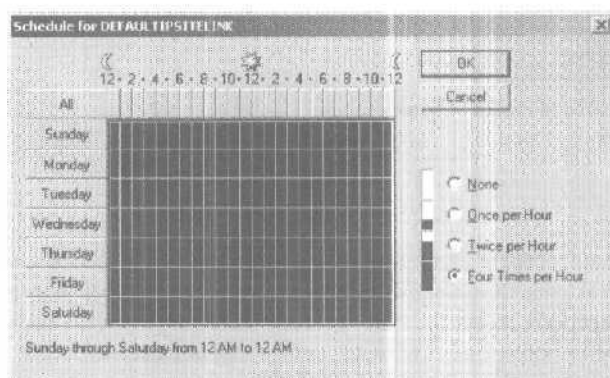 Schedule for DEFAULTIPSITELINK
12 · 2 · 4 · 6 · 8 · 10 · 12 · 2 · 4 · 6 · 8 · 10 · 12
OK
Cancel
All
Sunday
Monday
Tuesday
Wednesday
Thursday
Friday
Saturday
None
Once per Hour
Twice per Hour
Four Times per Hour
Sunday through Saturday from 12 AM to 12 AM